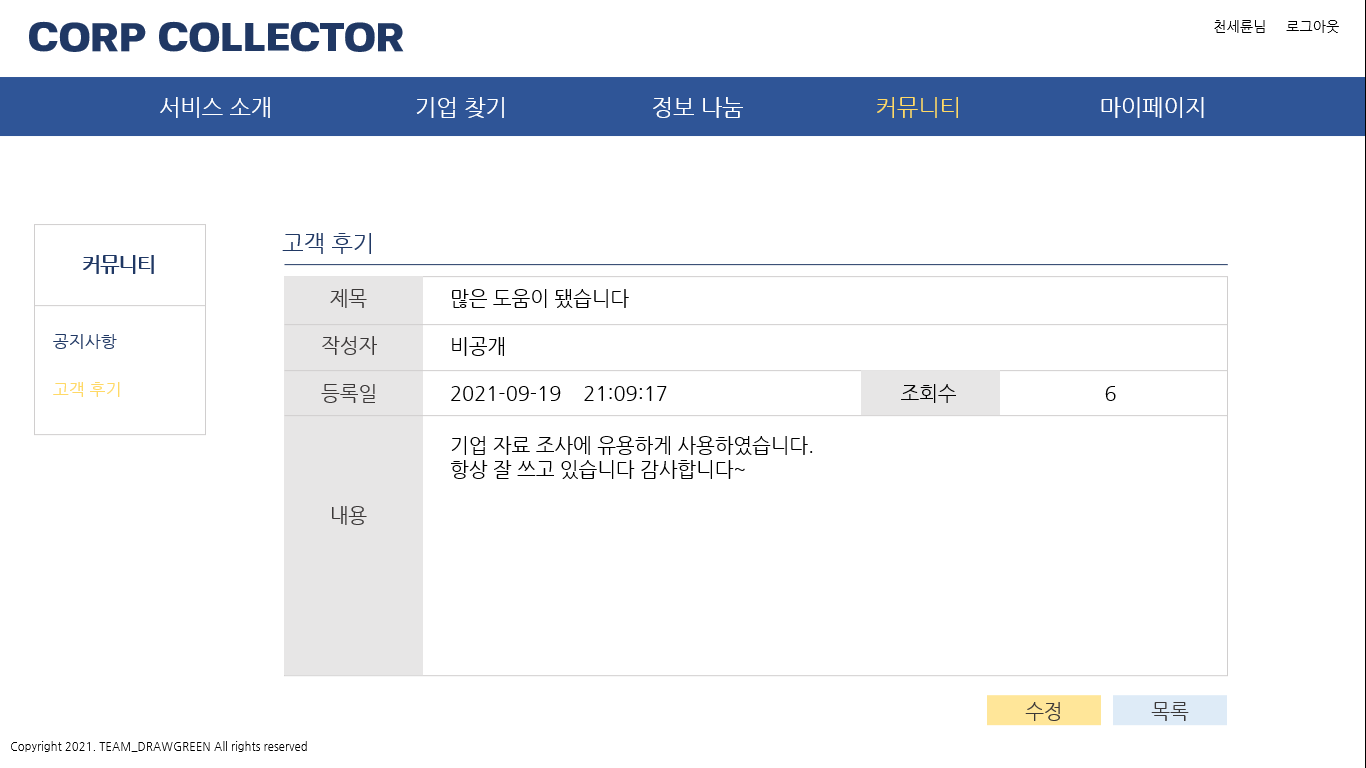 CORP COLLECTOR
천세륜님 로그아웃
서비스 소개 기업 찾기 정보 나눔 커뮤니티 마이페이지
커뮤니티
공지사항
고객 후기
고객 후기
제목 많은 도움이 됐습니다
작성자 비공개
등록일 2021-09-19 21:09:17 조회수 6
내용
기업 자료 조사에 유용하게 사용하였습니다.
항상 잘 쓰고 있습니다 감사합니다~
수정 목록
Copyright 2021. TEAM_DRAWGREEN All rights reserved